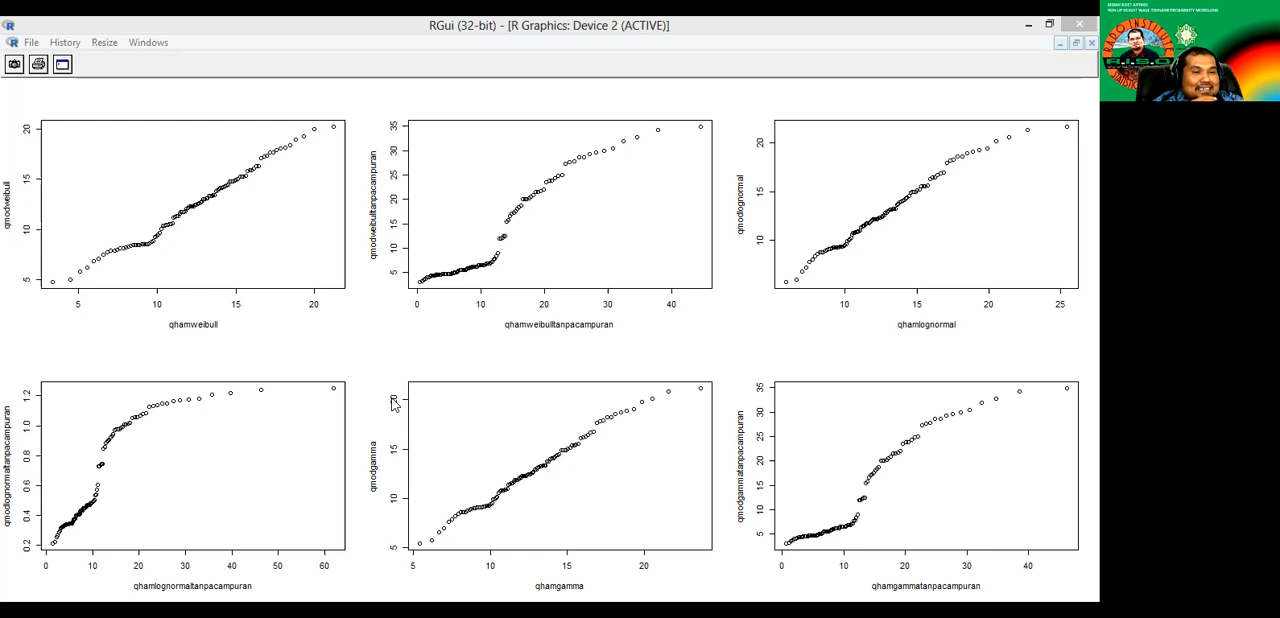 RGui (32-bit) - [R Graphics: Device 2 (ACTIVE)]
File History Resize Windows
qmodweibull
5 10 15 20
5 10 15 20
qhamweibull
qmodweibulltanpacampuran
5 10 15 20 25 30 35
0 10 20 30 40
qhamweibulltanpacampuran
qmodlognormal
10 15 20
10 15 20 25
qhamlognormal
qmodlognormaltanpacampuran
0.2 0.4 0.6 0.8 1.0 1.2
0 10 20 30 40 50 60
qhamlognormaltanpacampuran
qmodgamma
5 10 15 20
5 10 15 20
qhamgamma
qmodgammatanpacampuran
5 10 15 20 25 30 35
0 10 20 30 40
qhamgammatanpacampuran
RADO INSTITUTE
R.I.S.O